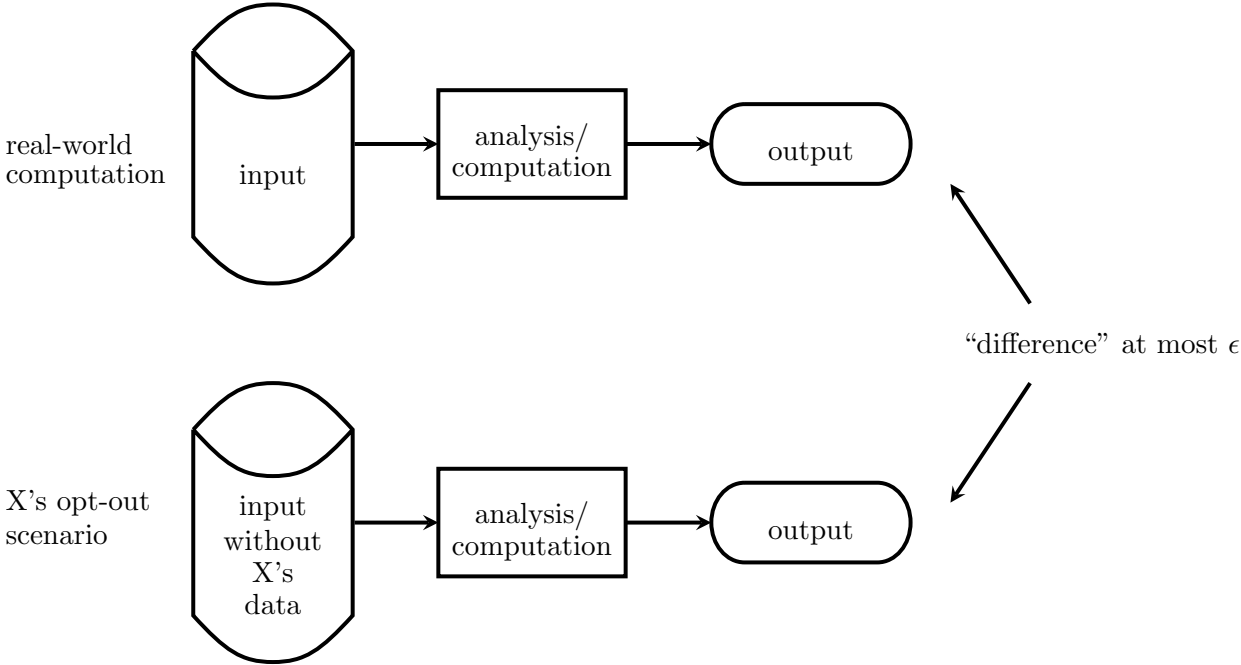 real-world
computation
input
analysis/
computation
output
“difference” at most ϵ
X’s opt-out
scenario
input
without
X’s
data
analysis/
computation
output